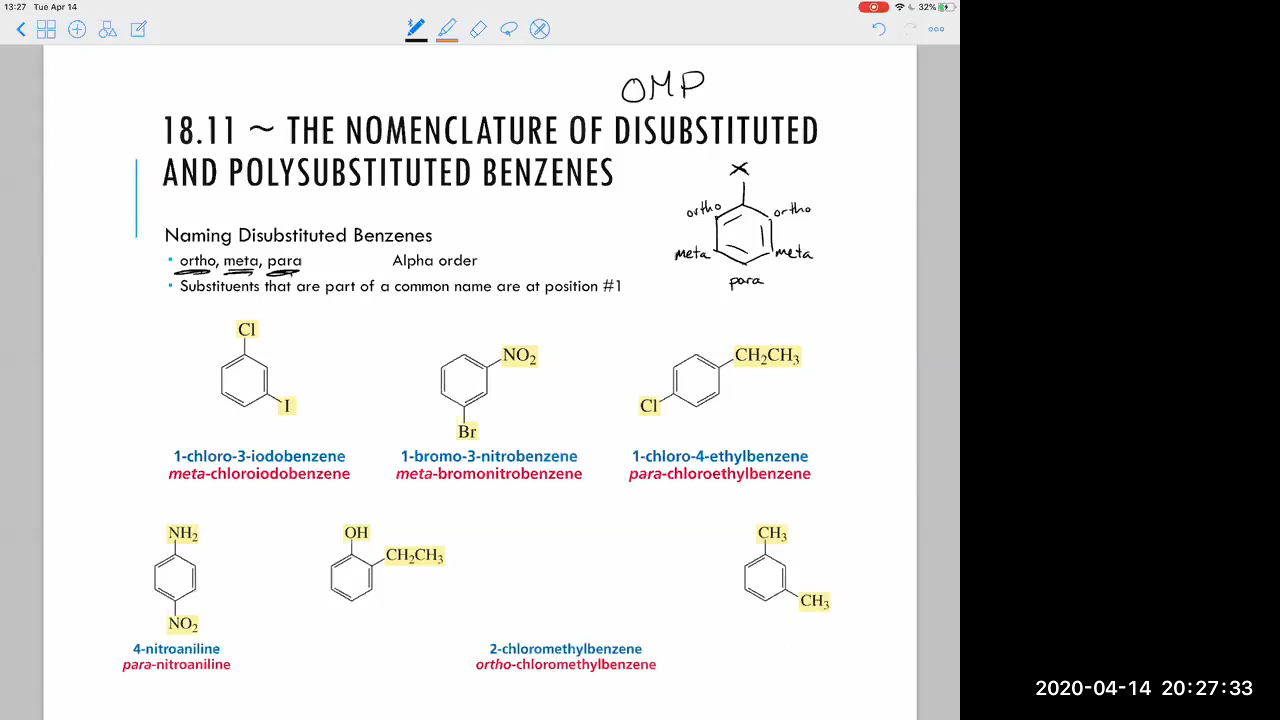 13:27 Tue Apr 14
32%
OMP
18.11 ~ THE NOMENCLATURE OF DISUBSTITUTED
AND POLYSUBSTITUTED BENZENES
X
ortho ortho
meta meta
para
Naming Disubstituted Benzenes
• ortho, meta, para Alpha order
• Substituents that are part of a common name are at position #1
Cl
I
1-chloro-3-iodobenzene
meta-chloroiodobenzene
NO2
Br
1-bromo-3-nitrobenzene
meta-bromonitrobenzene
CH2CH3
Cl
1-chloro-4-ethylbenzene
para-chloroethylbenzene
NH2
NO2
4-nitroaniline
para-nitroaniline
OH
CH2CH3
2-chloromethylbenzene
ortho-chloromethylbenzene
CH3
CH3
2020-04-14 20:27:33